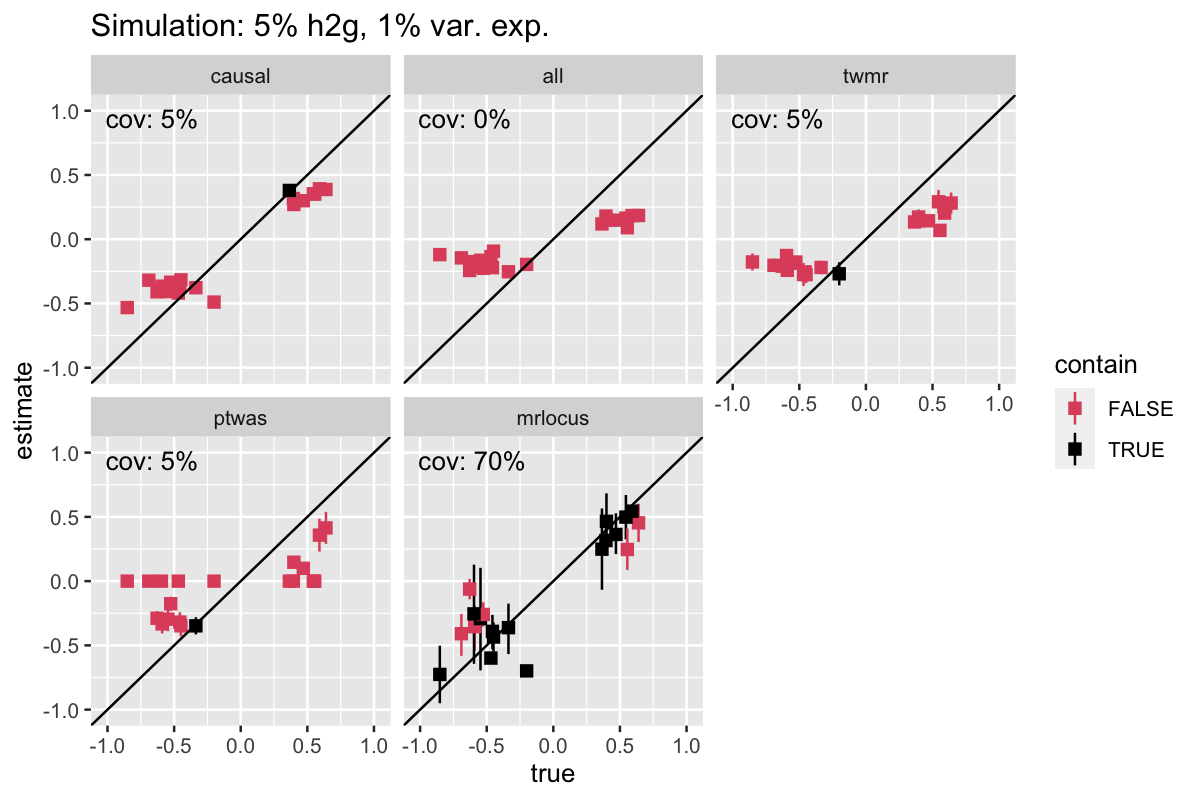 Simulation: 5% h2g, 1% var. exp.
causal
all
twmr
cov: 5%
cov: 0%
cov: 5%
1.0
0.5
0.0
-0.5
-1.0
-1.0 -0.5 0.0 0.5 1.0
ptwas
mrlocus
cov: 5%
cov: 70%
1.0
0.5
0.0
-0.5
-1.0
-1.0 -0.5 0.0 0.5 1.0
-1.0 -0.5 0.0 0.5 1.0
estimate
true
contain
FALSE
TRUE